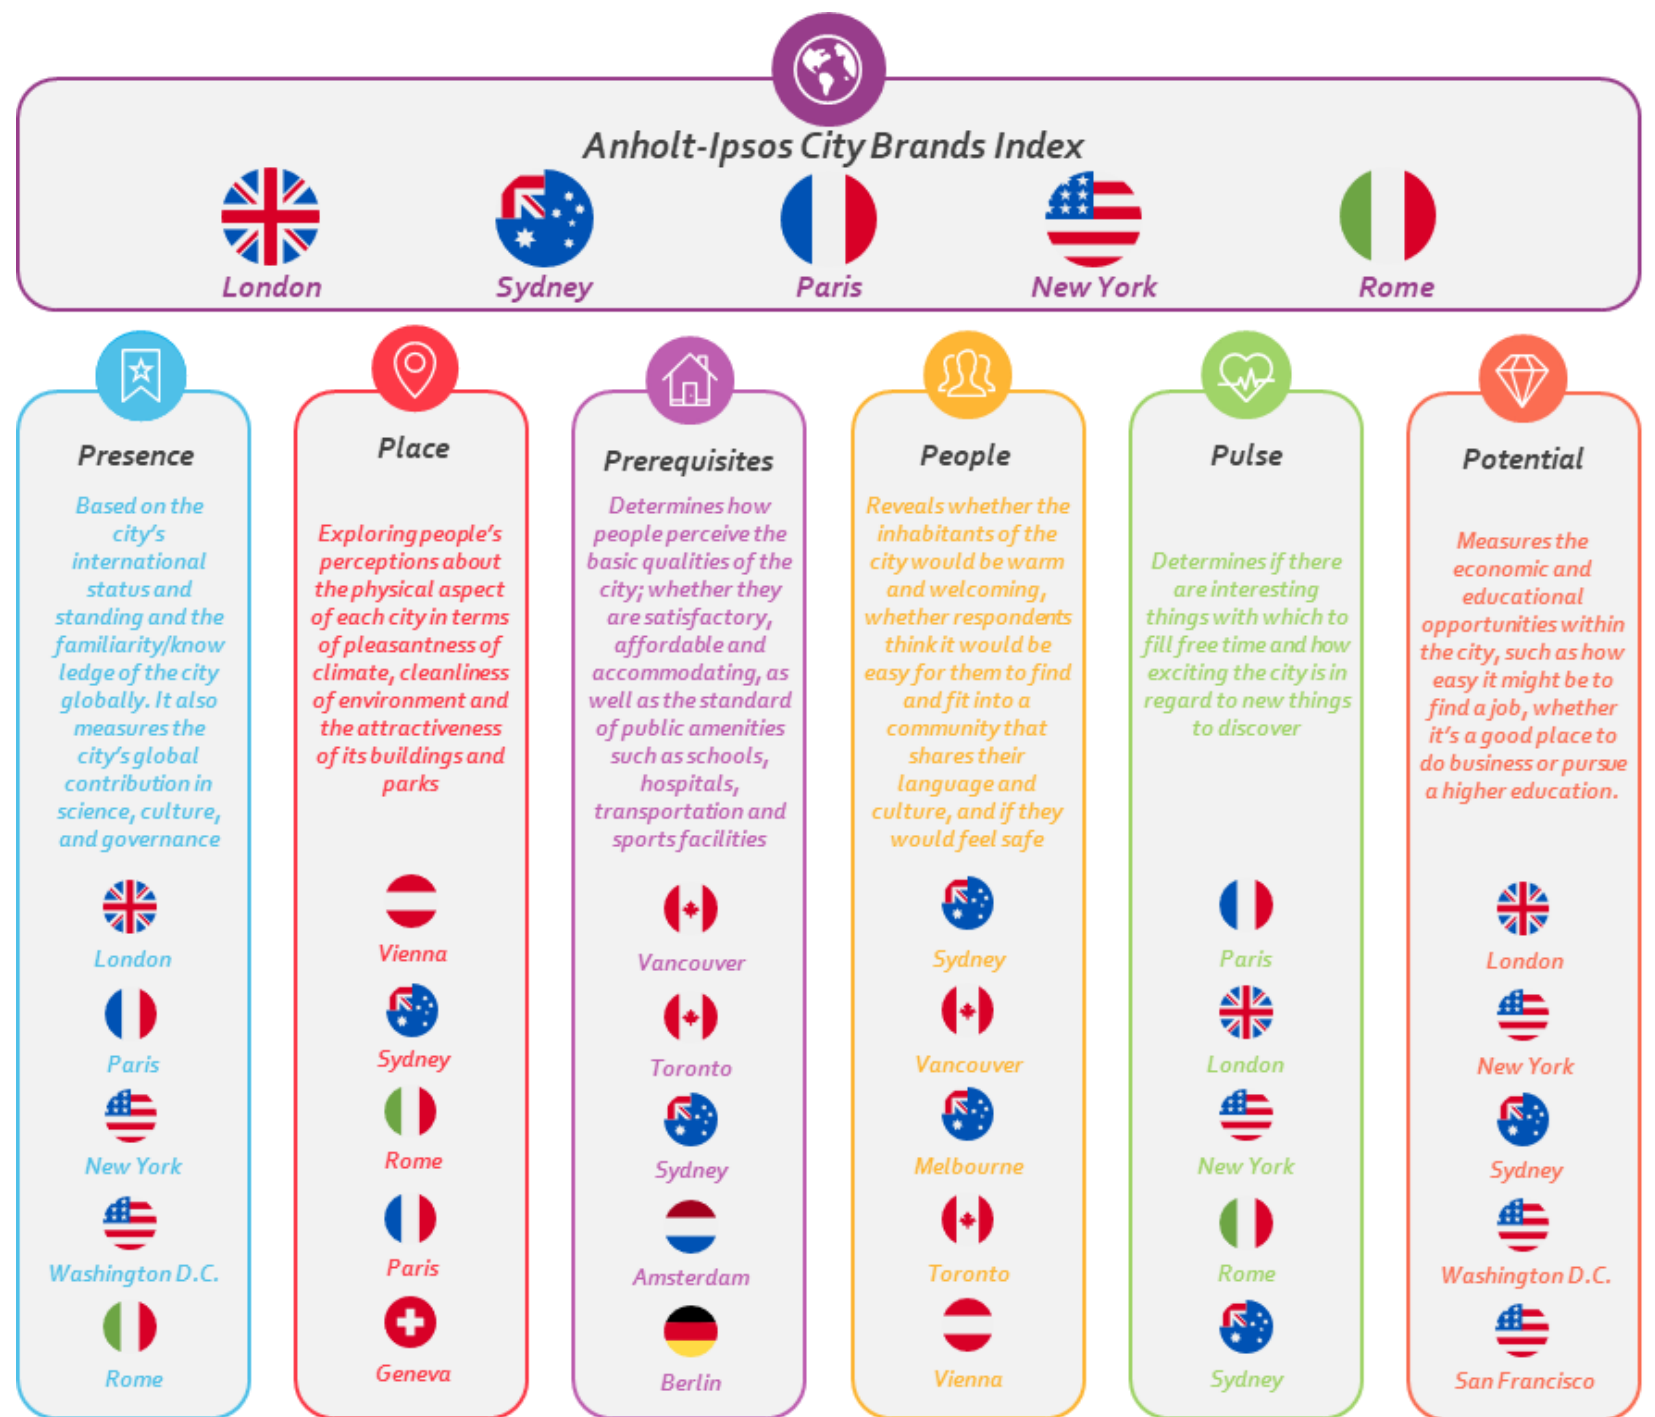 Anholt-Ipsos City Brands Index
London
Sydney
Paris
New York
Rome
Presence
Based on the
city's
international
status and
standing and the
familiarity/know
ledge of the city
globally. It also
measures the
city's global
contribution in
science, culture,
and governance
London
Paris
New York
Washington D.C.
Rome
Place
Exploring people's
perceptions about
the physical aspect
of each city in terms
of pleasantness of
climate, cleanliness
of environment and
the attractiveness
of its buildings and
parks
Vienna
Sydney
Rome
Paris
Geneva
Prerequisites
Determines how
people perceive the
basic qualities of the
city; whether they
are satisfactory,
affordable and
accommodating, as
well as the standard
of public amenities
such as schools,
hospitals,
transportation and
sports facilities
Vancouver
Toronto
Sydney
Amsterdam
Berlin
People
Reveals whether the
inhabitants of the
city would be warm
and welcoming,
whether respondents
think it would be
easy for them to find
and fit into a
community that
shares their
language and
culture, and if they
would feel safe
Sydney
Vancouver
Melbourne
Toronto
Vienna
Pulse
Determines if there
are interesting
things with which to
fill free time and how
exciting the city is in
regard to new things
to discover
Paris
London
New York
Rome
Sydney
Potential
Measures the
economic and
educational
opportunities within
the city, such as how
easy it might be to
find a job, whether
it's a good place to
do business or pursue
a higher education.
London
New York
Sydney
Washington D.C.
San Francisco